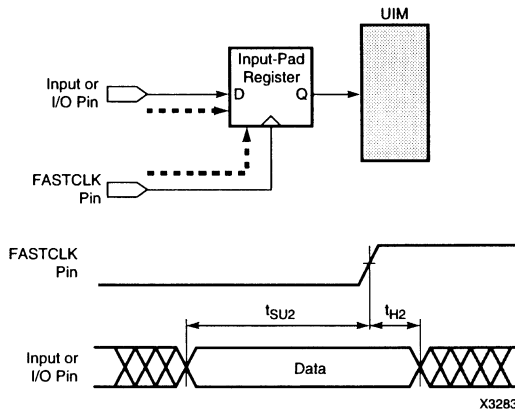 UIM
Input-Pad
Register
Input or
I/O Pin
D Q
FASTCLK
Pin
FASTCLK
Pin
tSU2
tH2
Input or
I/O Pin
Data
X3283